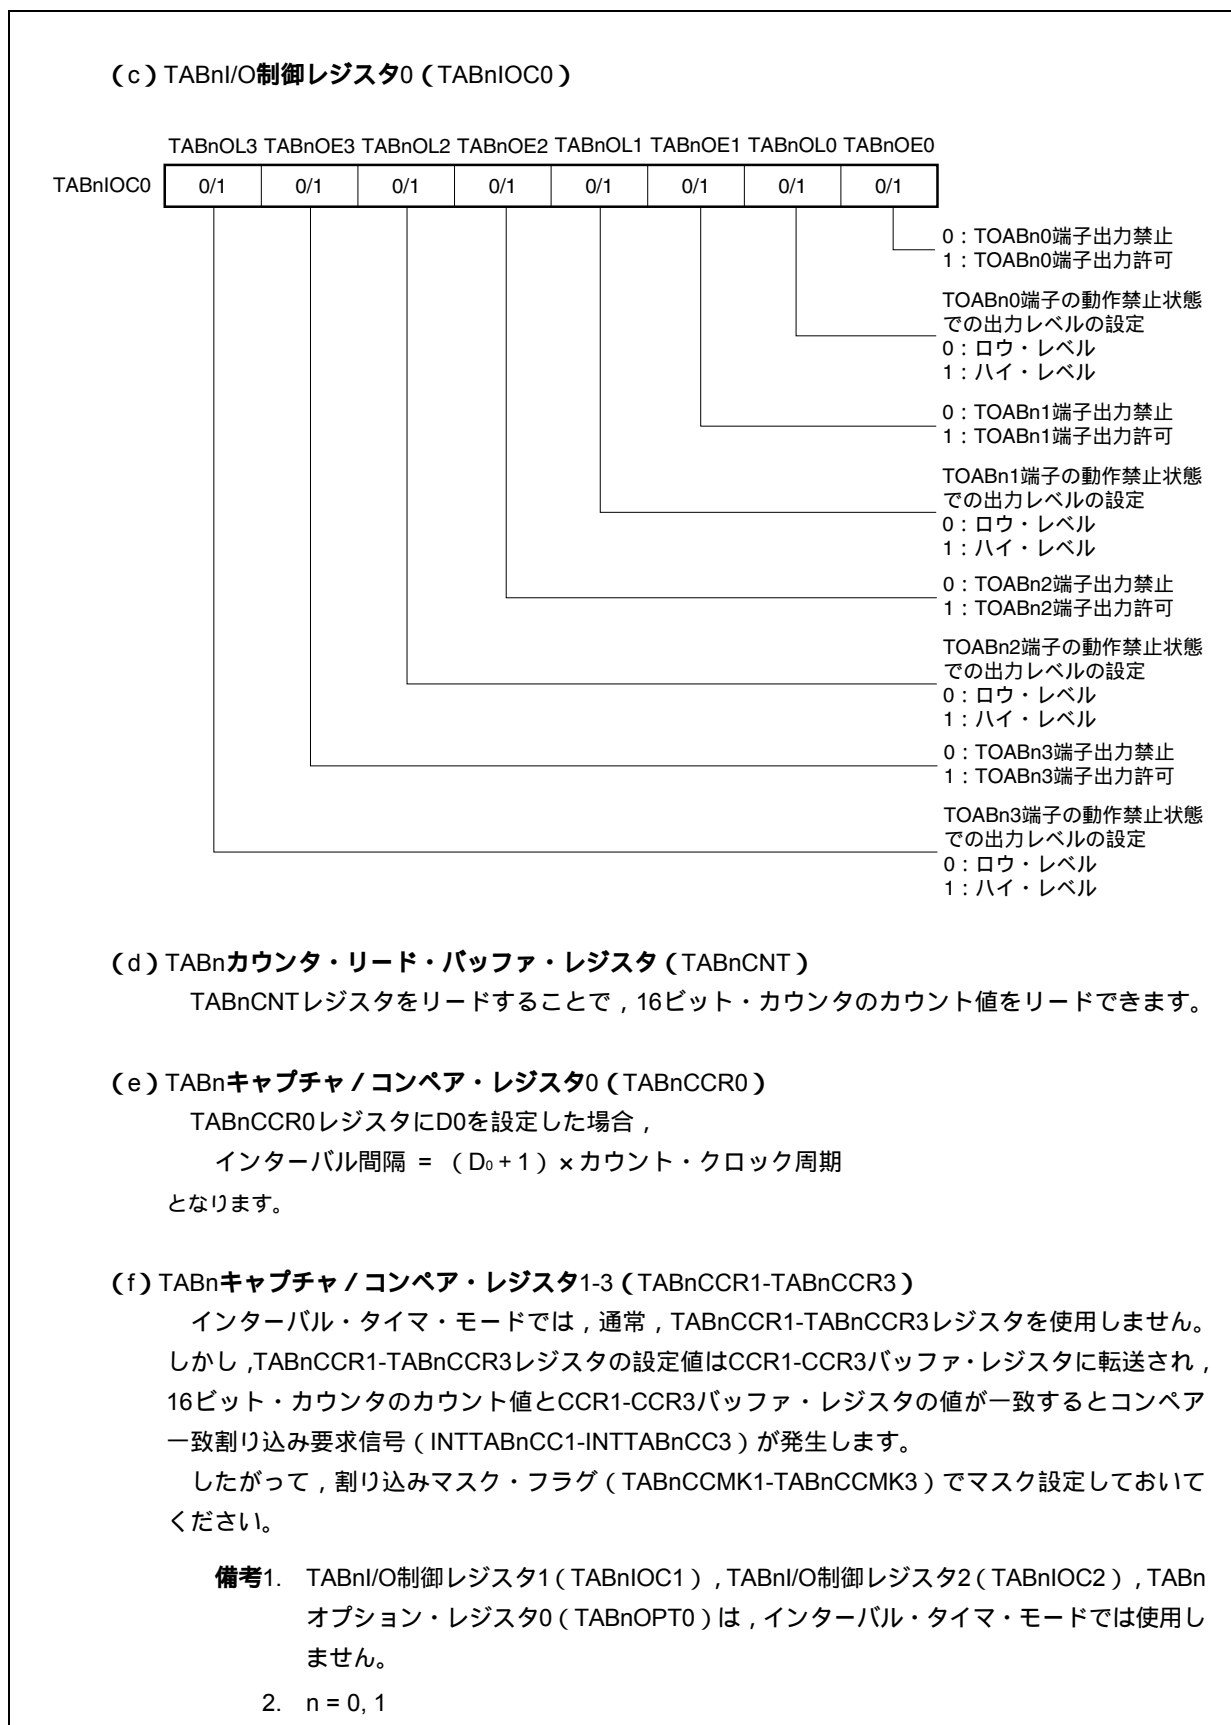 （c）TABnI/O制御レジスタ0（TABnIOC0）
TABnOL3 TABnOE3 TABnOL2 TABnOE2 TABnOL1 TABnOE1 TABnOL0 TABnOE0
TABnIOC0 0/1 0/1 0/1 0/1 0/1 0/1 0/1 0/1
0：TOABn0端子出力禁止
1：TOABn0端子出力許可
TOABn0端子の動作禁止状態
での出力レベルの設定
0：ロウ・レベル
1：ハイ・レベル
0：TOABn1端子出力禁止
1：TOABn1端子出力許可
TOABn1端子の動作禁止状態
での出力レベルの設定
0：ロウ・レベル
1：ハイ・レベル
0：TOABn2端子出力禁止
1：TOABn2端子出力許可
TOABn2端子の動作禁止状態
での出力レベルの設定
0：ロウ・レベル
1：ハイ・レベル
0：TOABn3端子出力禁止
1：TOABn3端子出力許可
TOABn3端子の動作禁止状態
での出力レベルの設定
0：ロウ・レベル
1：ハイ・レベル
（d）TABnカウンタ・リード・バッファ・レジスタ（TABnCNT）
TABnCNTレジスタをリードすることで，16ビット・カウンタのカウント値をリードできます。
（e）TABnキャプチャ／コンペア・レジスタ0（TABnCCR0）
TABnCCR0レジスタにD0を設定した場合，
インターバル間隔 = （D₀＋1）×カウント・クロック周期
となります。
（f）TABnキャプチャ／コンペア・レジスタ1-3（TABnCCR1-TABnCCR3）
インターバル・タイマ・モードでは，通常，TABnCCR1-TABnCCR3レジスタを使用しません。
しかし，TABnCCR1-TABnCCR3レジスタの設定値はCCR1-CCR3バッファ・レジスタに転送され，
16ビット・カウンタのカウント値とCCR1-CCR3バッファ・レジスタの値が一致するとコンペア
一致割り込み要求信号（INTTABnCC1-INTTABnCC3）が発生します。
したがって，割り込みマスク・フラグ（TABnCCMK1-TABnCCMK3）でマスク設定しておいて
ください。
備考1. TABnI/O制御レジスタ1（TABnIOC1），TABnI/O制御レジスタ2（TABnIOC2），TABn
オプション・レジスタ0（TABnOPT0）は，インターバル・タイマ・モードでは使用し
ません。
2. n = 0, 1